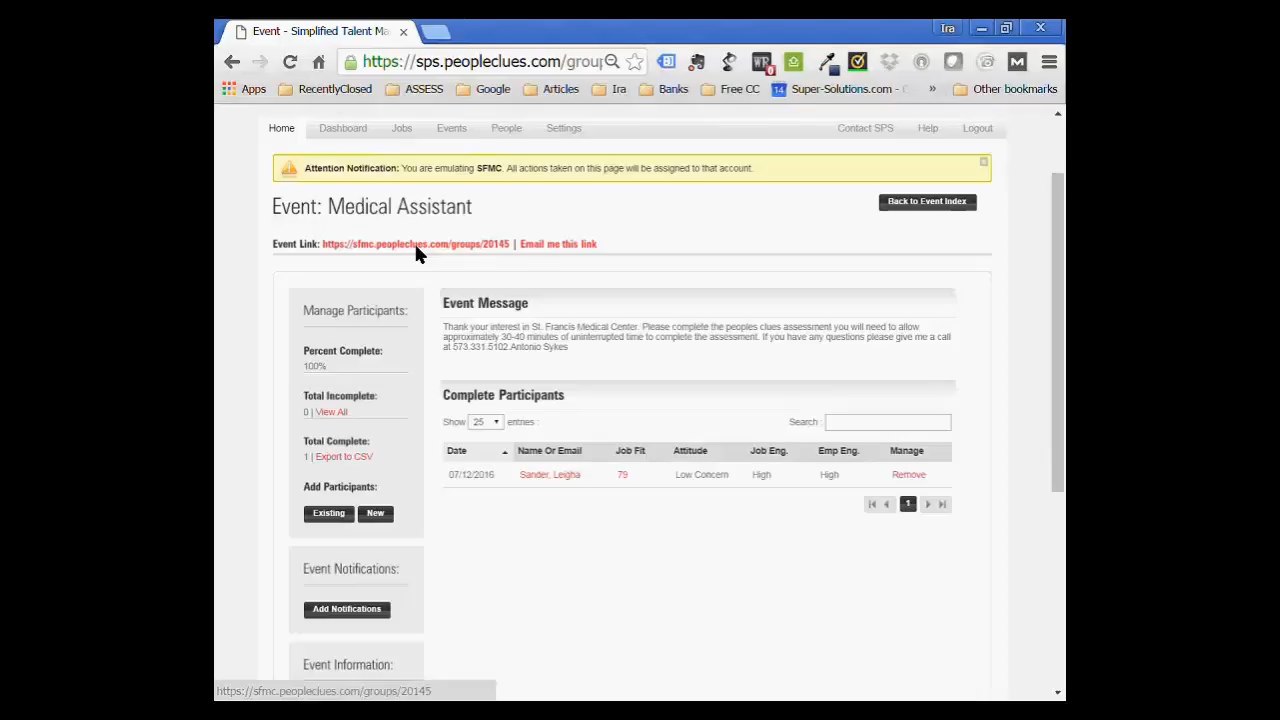 Event - Simplified Talent Ma
Ira
https://sps.peopleclues.com/group
Apps RecentlyClosed ASSESS Google Articles Ira Banks Free CC Super-Solutions.com - » Other bookmarks
Home Dashboard Jobs Events People Settings Contact SPS Help Logout
Attention Notification: You are emulating SFMC. All actions taken on this page will be assigned to that account.
Event: Medical Assistant
Back to Event Index
Event Link: https://sfmc.peopleclues.com/groups/20145 | Email me this link
Manage Participants:
Percent Complete:
100%
Total Incomplete:
0 | View All
Total Complete:
1 | Export to CSV
Add Participants:
Existing New
Event Notifications:
Add Notifications
Event Information:
Event Message
Thank your interest in St. Francis Medical Center. Please complete the peoples clues assessment you will need to allow
approximately 30-40 minutes of uninterrupted time to complete the assessment. If you have any questions please give me a call
at 573.331.5102.Antonio Sykes
Complete Participants
Show 25 entries : Search :
Date Name Or Email Job Fit Attitude Job Eng. Emp Eng. Manage
07/12/2016 Sander, Leigha 79 Low Concern High High Remove
1
https://sfmc.peopleclues.com/groups/20145